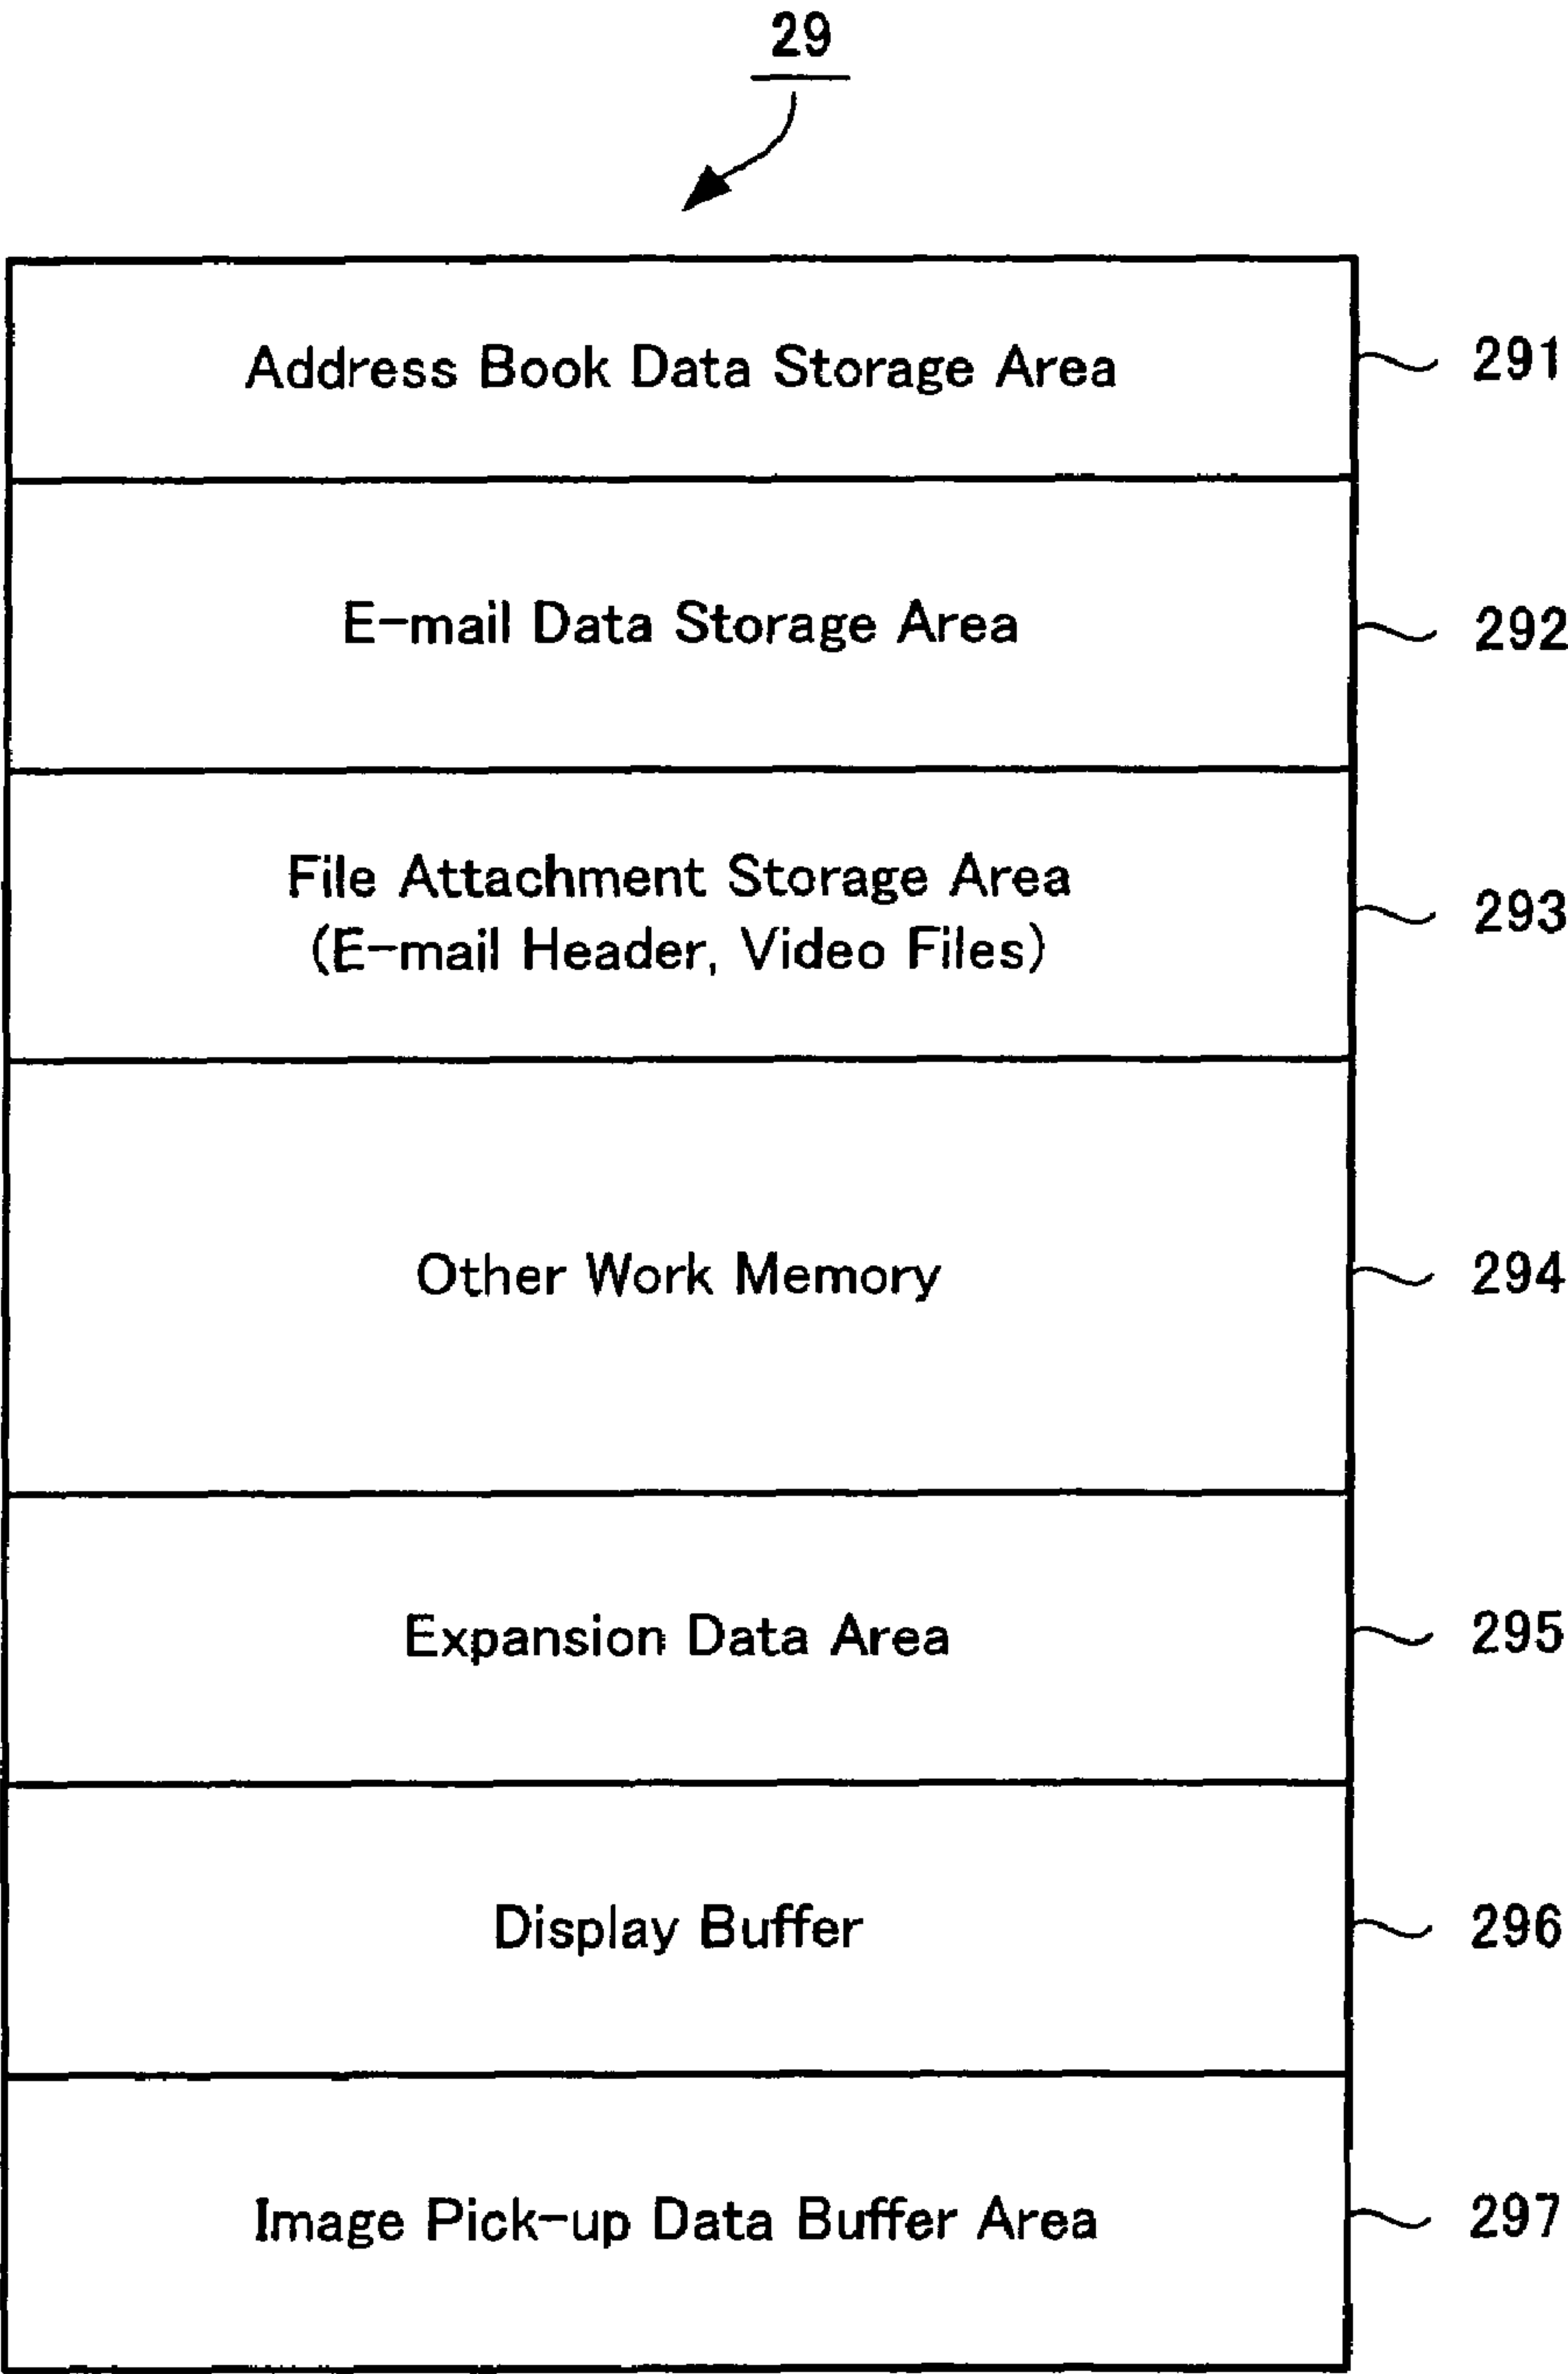 29
Address Book Data Storage Area
291
E-mail Data Storage Area
292
File Attachment Storage Area
(E-mail Header, Video Files)
293
Other Work Memory
294
Expansion Data Area
295
Display Buffer
296
Image Pick-up Data Buffer Area
297